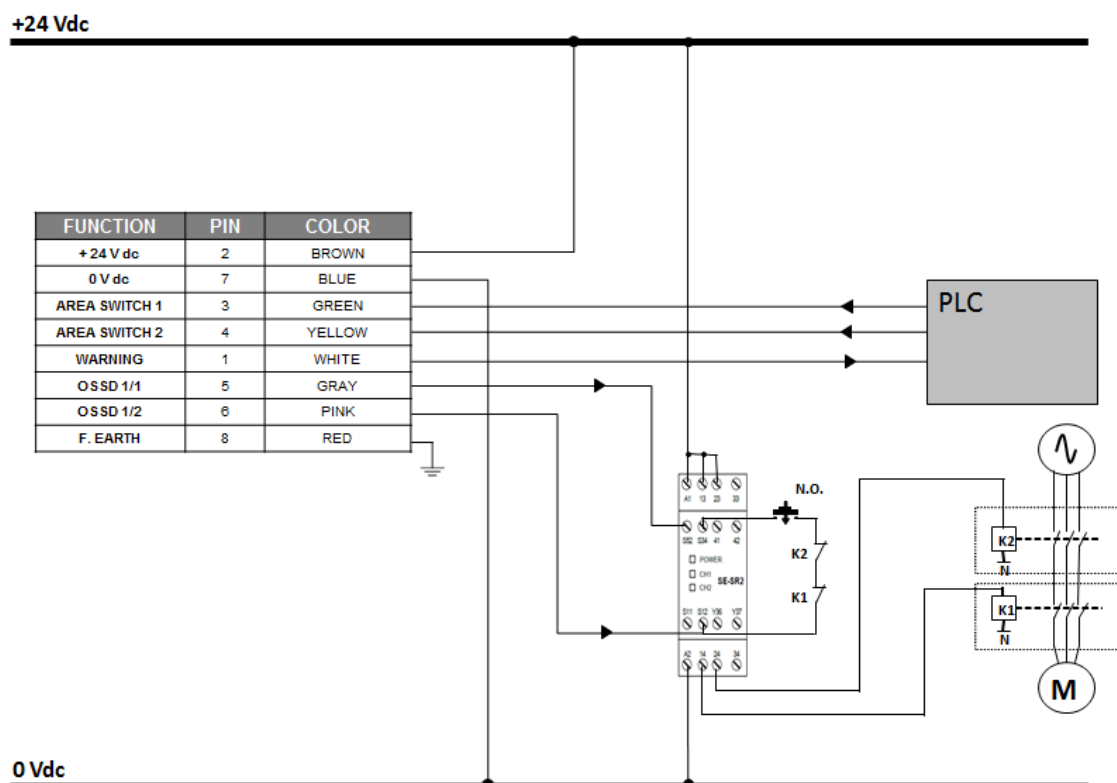 +24 Vdc
FUNCTION PIN COLOR
+ 24 V dc 2 BROWN
0 V dc 7 BLUE
AREA SWITCH 1 3 GREEN
AREA SWITCH 2 4 YELLOW
WARNING 1 WHITE
OSSD 1/1 5 GRAY
OSSD 1/2 6 PINK
F. EARTH 8 RED
PLC
A1 13 23 33
N.O.
S52 S34 41 42
POWER
CH1
CH2
SE-SR2
K2
K1
S11 S12 Y36 Y37
A2 14 24 34
K2
N
K1
N
M
0 Vdc